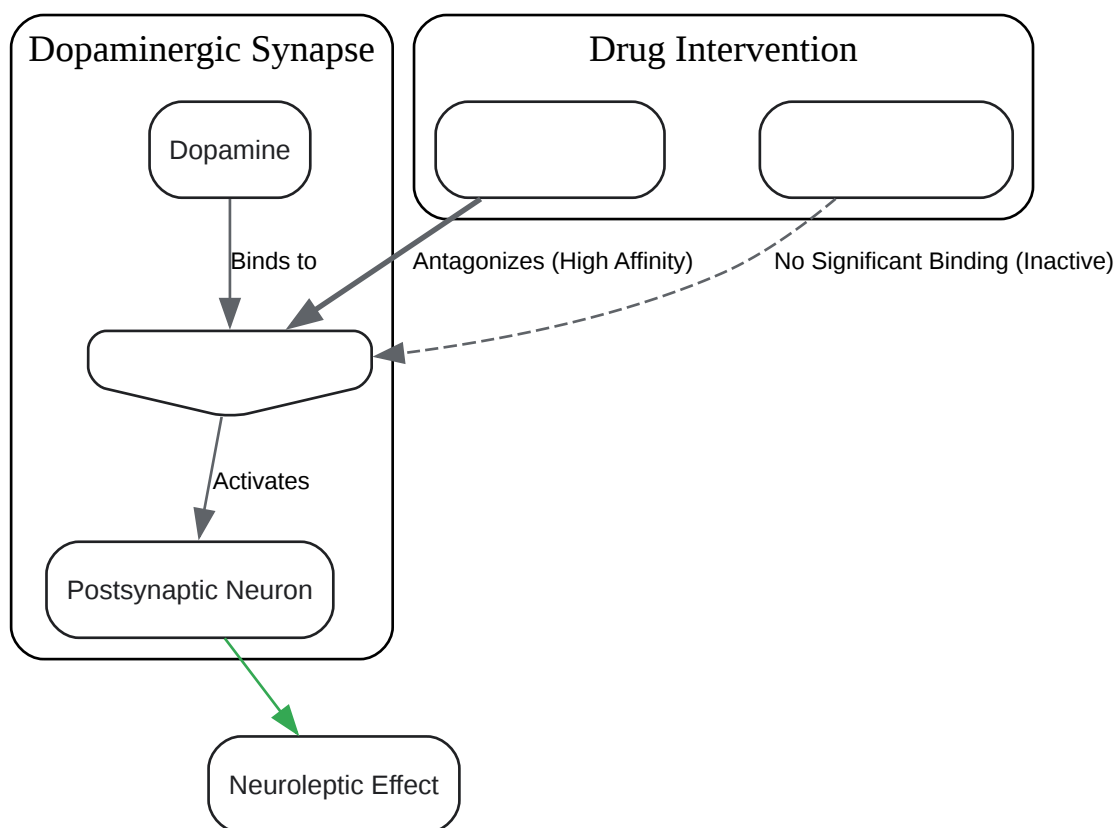 Dopaminergic Synapse
Drug Intervention
Dopamine
Binds to
Antagonizes (High Affinity)
No Significant Binding (Inactive)
Activates
Postsynaptic Neuron
Neuroleptic Effect